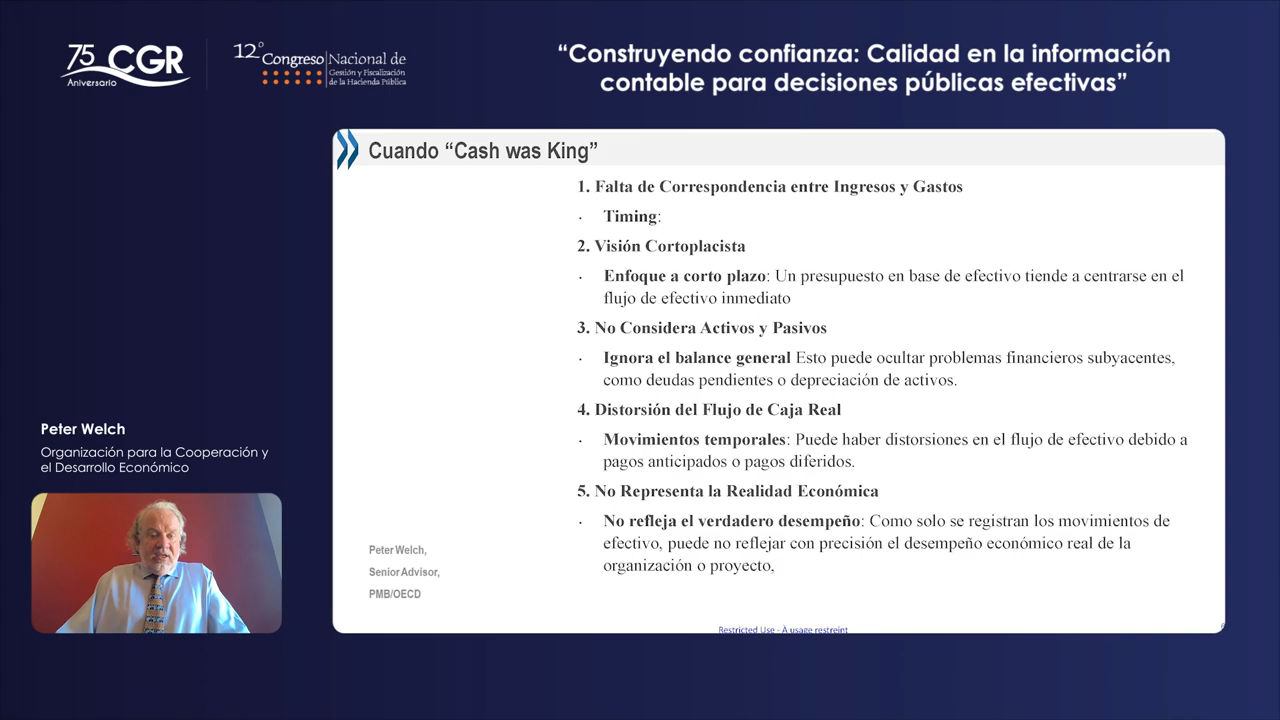 75 CGR
Aniversario
12° Congreso Nacional de
Gestión y Fiscalización
de la Hacienda Pública
“Construyendo confianza: Calidad en la información
contable para decisiones públicas efectivas”
Cuando “Cash was King”
1. Falta de Correspondencia entre Ingresos y Gastos
· Timing:
2. Visión Cortoplacista
· Enfoque a corto plazo: Un presupuesto en base de efectivo tiende a centrarse en el
flujo de efectivo inmediato
3. No Considera Activos y Pasivos
· Ignora el balance general Esto puede ocultar problemas financieros subyacentes,
como deudas pendientes o depreciación de activos.
4. Distorsión del Flujo de Caja Real
· Movimientos temporales: Puede haber distorsiones en el flujo de efectivo debido a
pagos anticipados o pagos diferidos.
5. No Representa la Realidad Económica
· No refleja el verdadero desempeño: Como solo se registran los movimientos de
efectivo, puede no reflejar con precisión el desempeño económico real de la
organización o proyecto,
Peter Welch,
Senior Advisor,
PMB/OECD
Restricted Use - À usage restreint
Peter Welch
Organización para la Cooperación y
el Desarrollo Económico